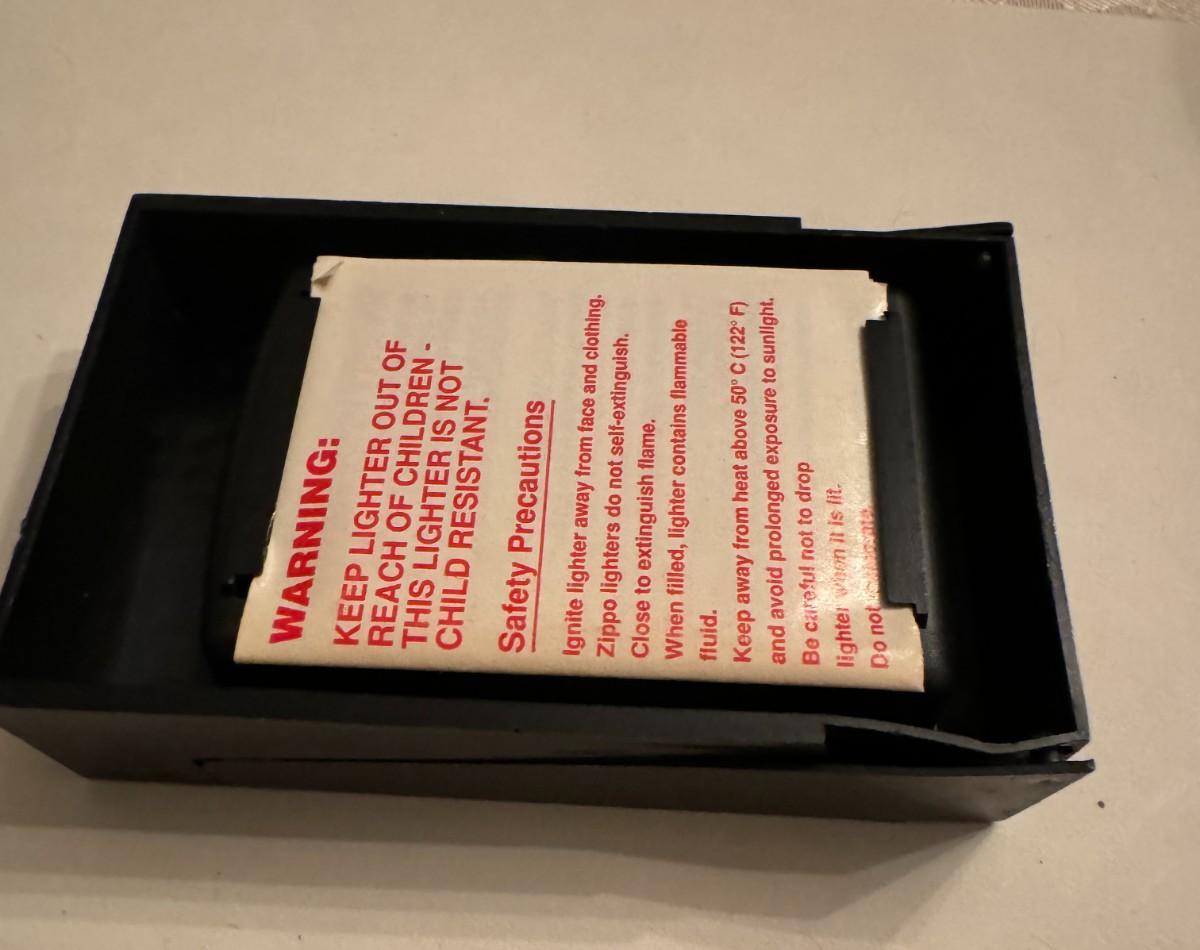 WARNING:
KEEP LIGHTER OUT OF
REACH OF CHILDREN -
THIS LIGHTER IS NOT
CHILD RESISTANT.
Safety Precautions
Ignite lighter away from face and clothing.
Zippo lighters do not self-extinguish.
Close to extinguish flame.
When filled, lighter contains flammable
fluid.
Keep away from heat above 50° C (122° F)
and avoid prolonged exposure to sunlight.
Be careful not to drop
lighter when it is lit.
Do not